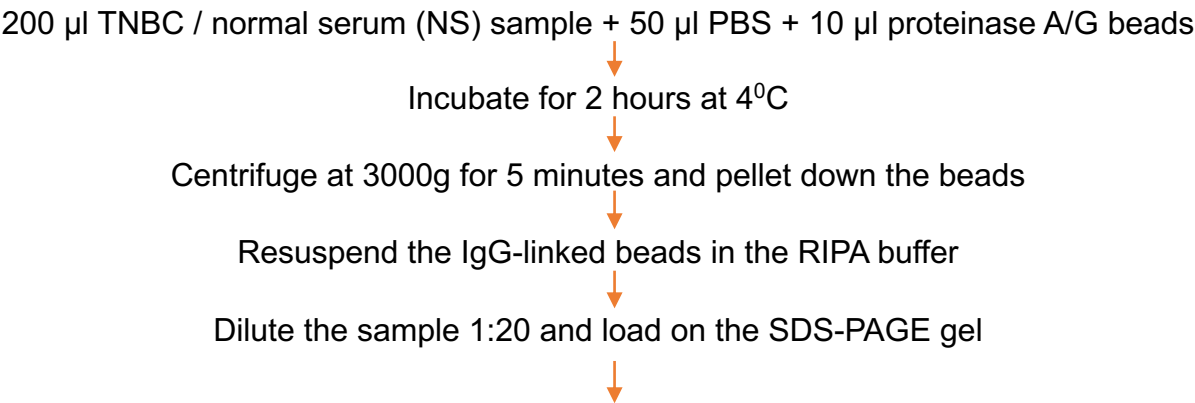 200 µl TNBC / normal serum (NS) sample + 50 µl PBS + 10 µl proteinase A/G beads
Incubate for 2 hours at 4⁰C
Centrifuge at 3000g for 5 minutes and pellet down the beads
Resuspend the IgG-linked beads in the RIPA buffer
Dilute the sample 1:20 and load on the SDS-PAGE gel